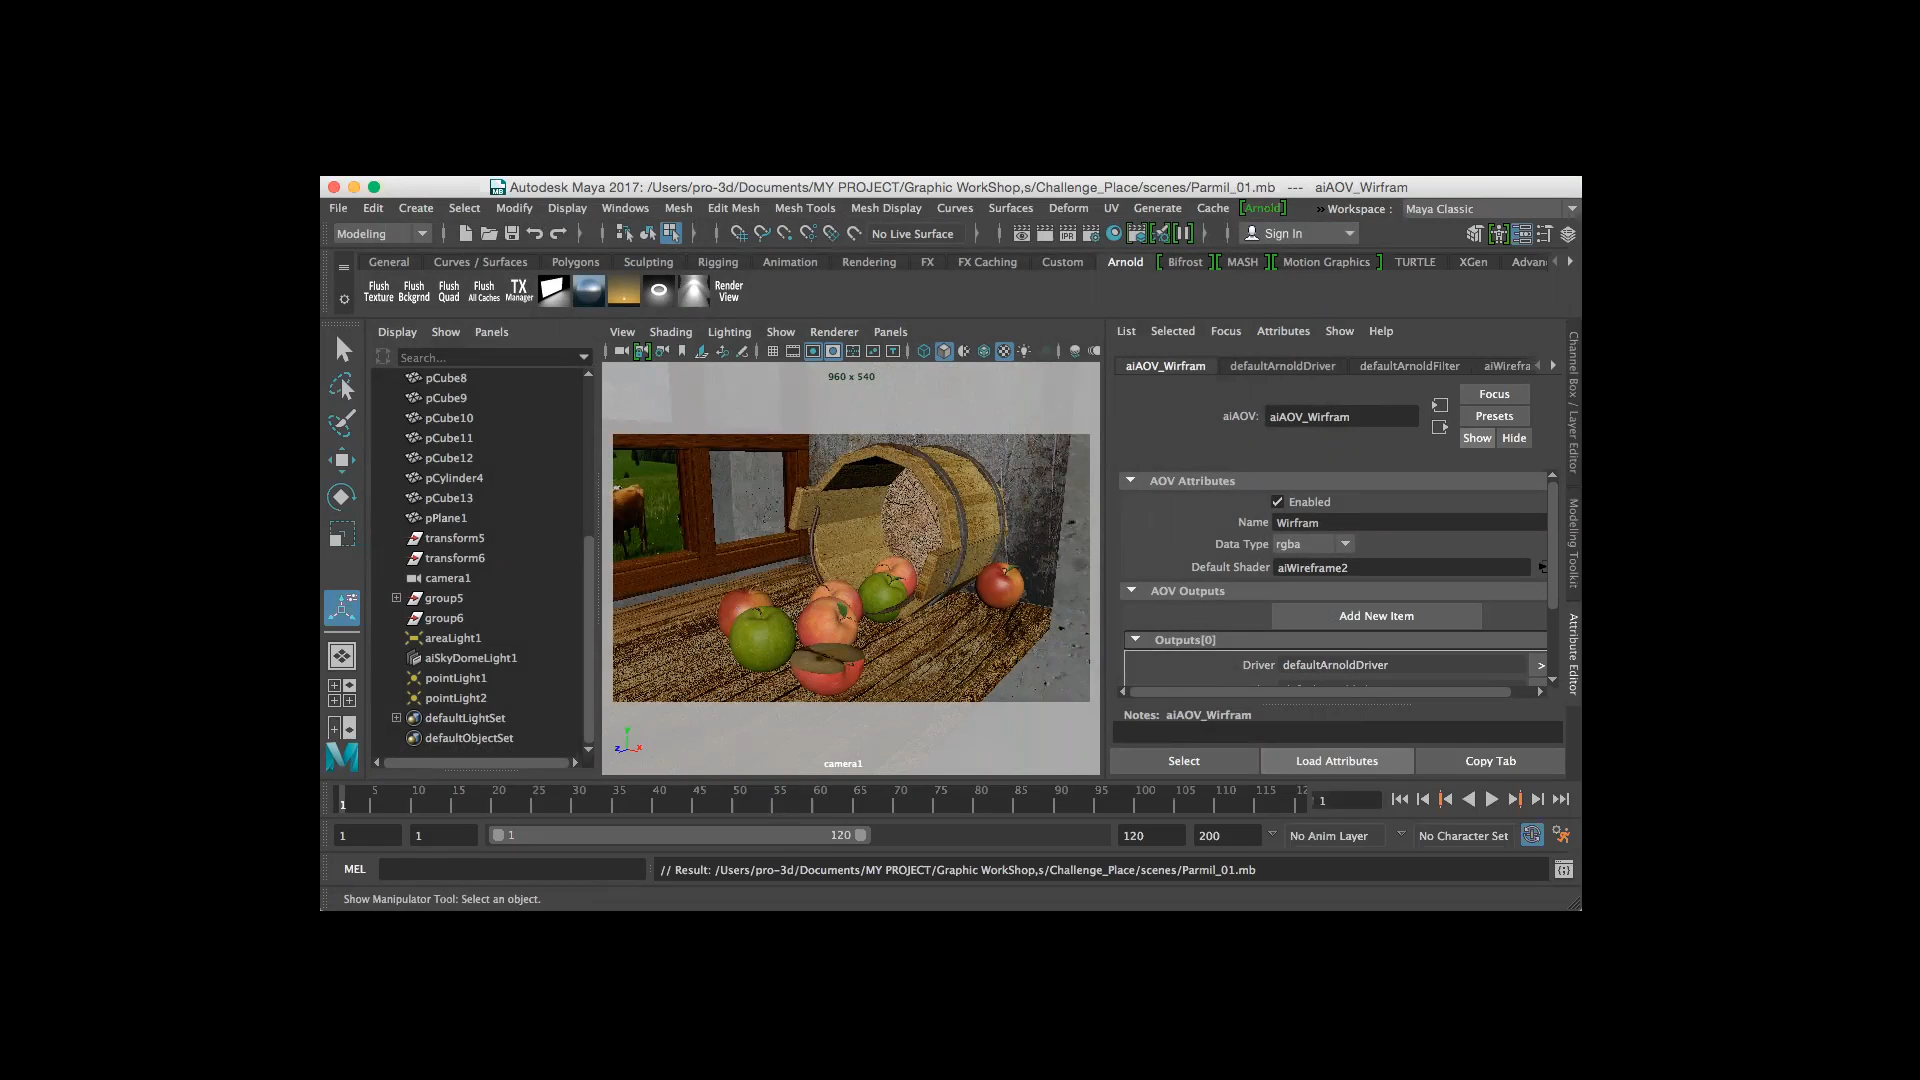 Autodesk Maya 2017: /Users/pro-3d/Documents/MY PROJECT/Graphic WorkShop,s/Challenge_Place/scenes/Parmil_01.mb --- aiAOV_Wirfram
File Edit Create Select Modify Display Windows Mesh Edit Mesh Mesh Tools Mesh Display Curves Surfaces Deform UV Generate Cache [Arnold] » Workspace : Maya Classic
Modeling No Live Surface Sign In
General Curves / Surfaces Polygons Sculpting Rigging Animation Rendering FX FX Caching Custom Arnold [ Bifrost ] [ MASH ] [ Motion Graphics ] TURTLE XGen Advan
Flush Texture Flush Bckgrnd Flush Quad Flush All Caches TX Manager Render View
Display Show Panels
Search...
pCube8
pCube9
pCube10
pCube11
pCube12
pCylinder4
pCube13
pPlane1
transform5
transform6
camera1
group5
group6
areaLight1
aiSkyDomeLight1
pointLight1
pointLight2
defaultLightSet
defaultObjectSet
View Shading Lighting Show Renderer Panels
960 x 540
y
z x
camera1
List Selected Focus Attributes Show Help
aiAOV_Wirfram defaultArnoldDriver defaultArnoldFilter aiWirefra
aiAOV: aiAOV_Wirfram
Focus
Presets
Show Hide
AOV Attributes
Enabled
Name Wirfram
Data Type rgba
Default Shader aiWireframe2
AOV Outputs
Add New Item
Outputs[0]
Driver defaultArnoldDriver >
Notes: aiAOV_Wirfram
Select Load Attributes Copy Tab
Channel Box / Layer Editor
Modeling Toolkit
Attribute Editor
1 5 10 15 20 25 30 35 40 45 50 55 60 65 70 75 80 85 90 95 100 105 110 115 12 1
1 1 1 120 120 200 No Anim Layer No Character Set
MEL // Result: /Users/pro-3d/Documents/MY PROJECT/Graphic WorkShop,s/Challenge_Place/scenes/Parmil_01.mb
Show Manipulator Tool: Select an object.